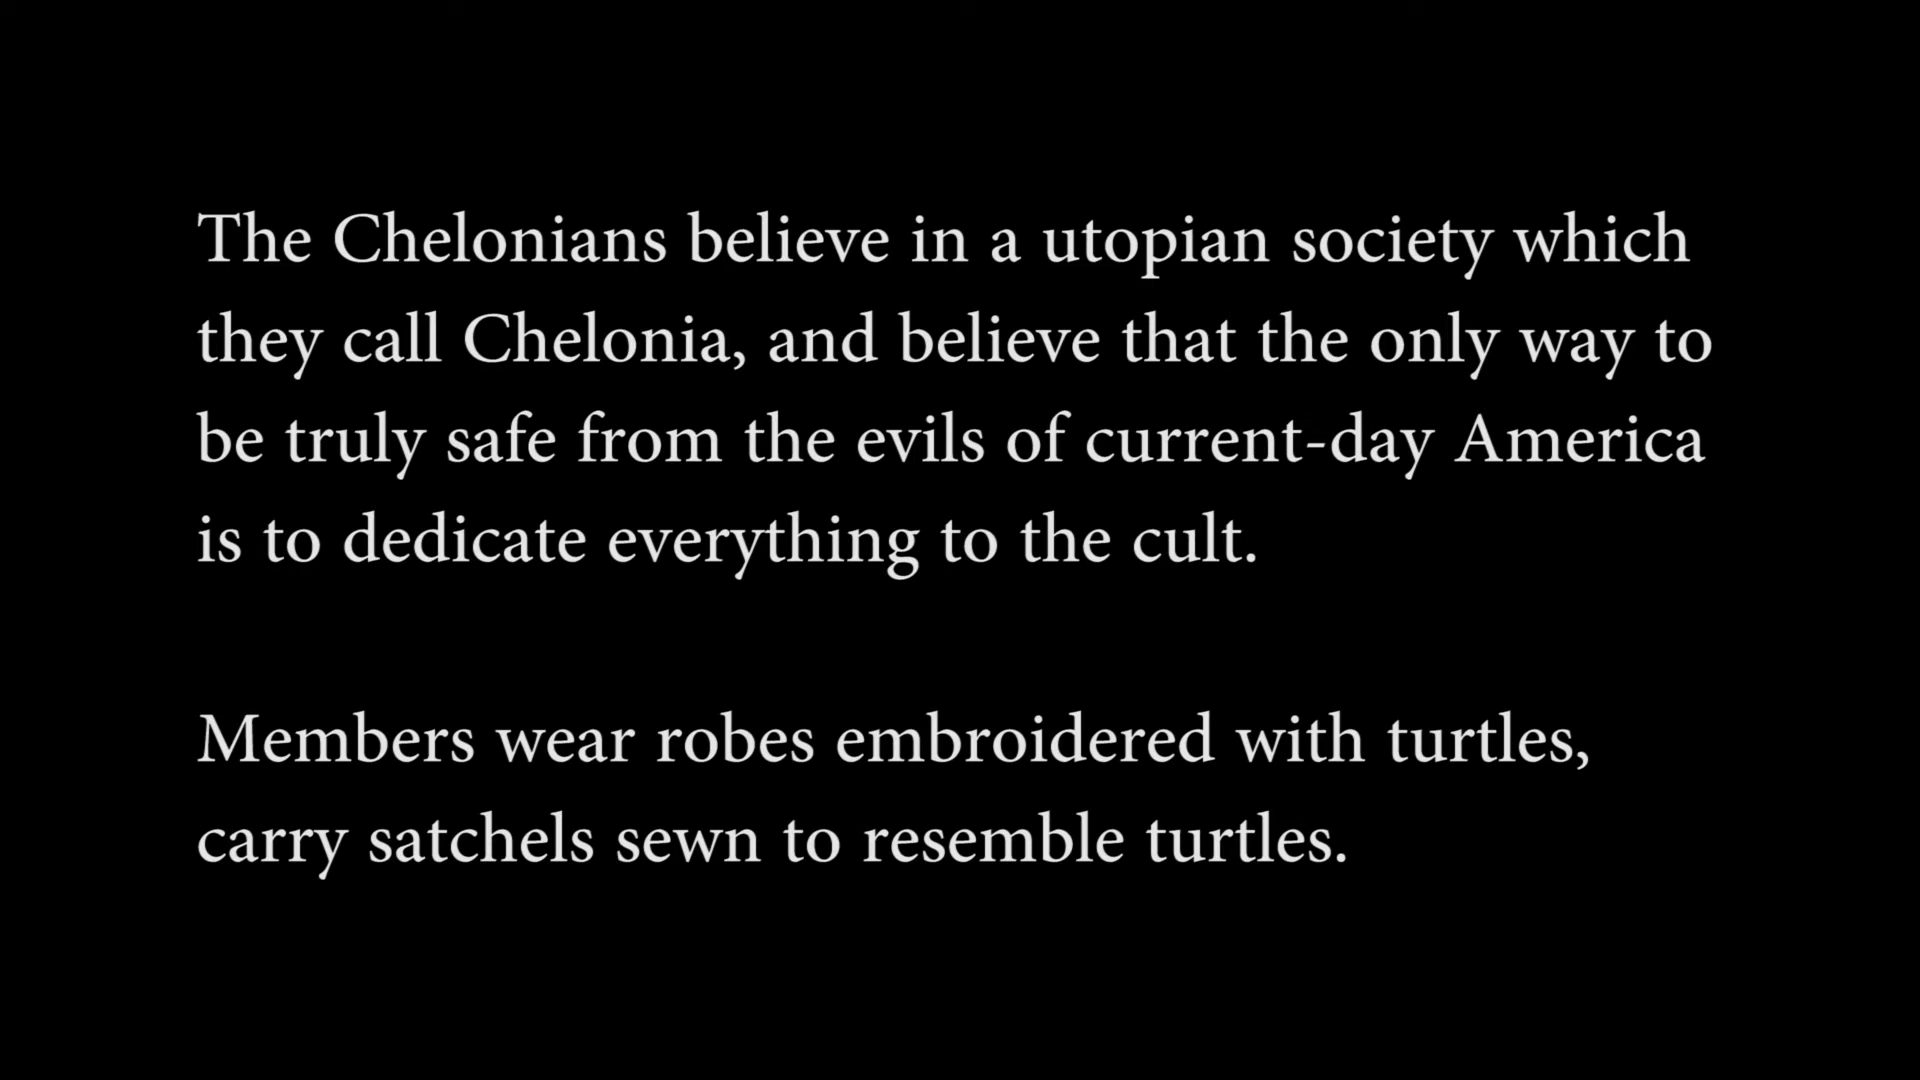 The Chelonians believe in a utopian society which
they call Chelonia, and believe that the only way to
be truly safe from the evils of current-day America
is to dedicate everything to the cult.
Members wear robes embroidered with turtles,
carry satchels sewn to resemble turtles.